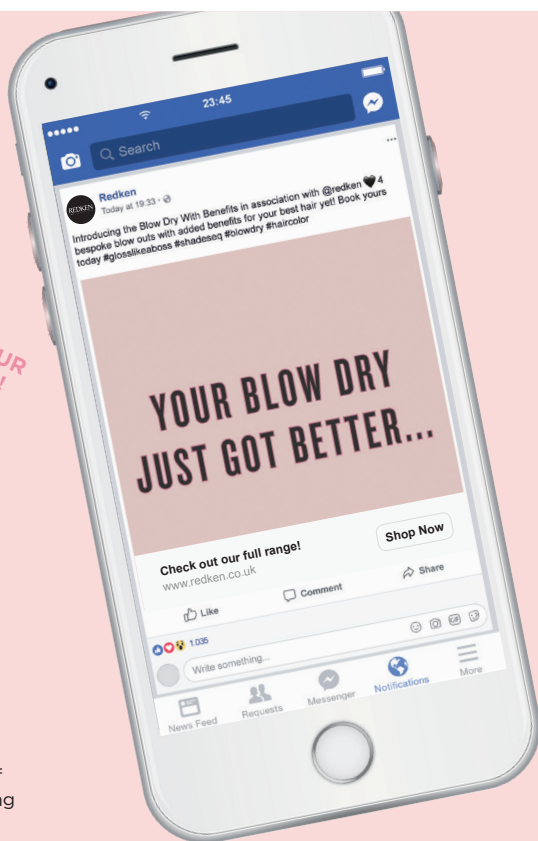 23:45
Search
REDKEN
Redken
Today at 19:33 ·
Introducing the Blow Dry With Benefits in association with @redken 🖤 4
bespoke blow outs with added benefits for your best hair yet! Book yours
today #glosslikeaboss #shadeseq #blowdry #haircolor
YOUR BLOW DRY
JUST GOT BETTER...
Check out our full range!
www.redken.co.uk
Shop Now
Like
Comment
Share
1.035
Write something...
GIF
News Feed
Requests
Messenger
Notifications
More